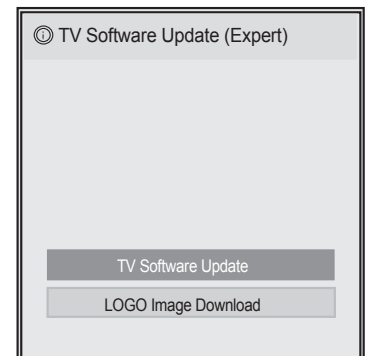 ⓘ TV Software Update (Expert)
TV Software Update
LOGO Image Download